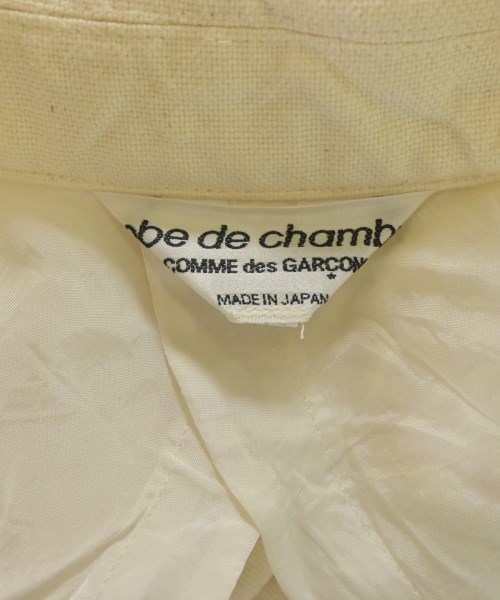 obe de chamb
COMME des GARÇON
MADE IN JAPAN